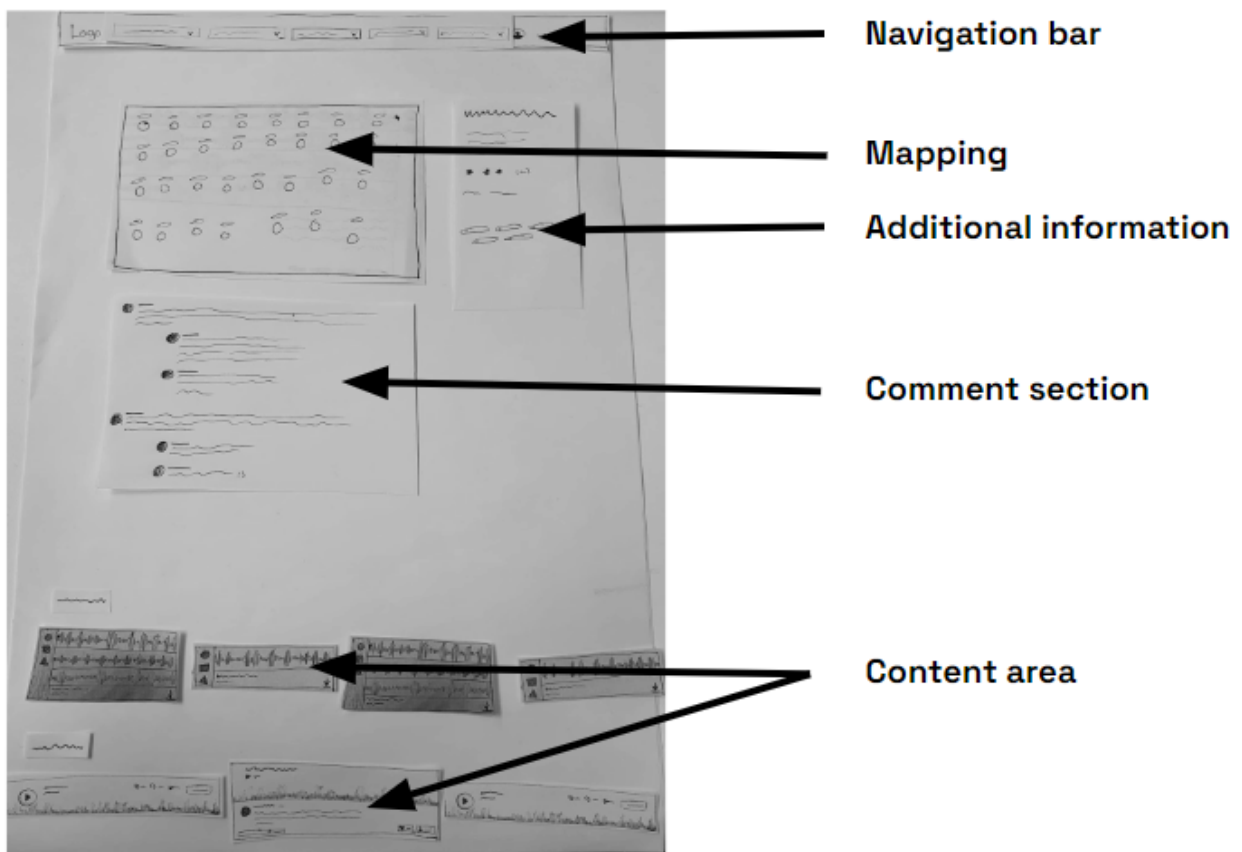 Logo
Navigation bar
Mapping
Additional information
Comment section
Content area